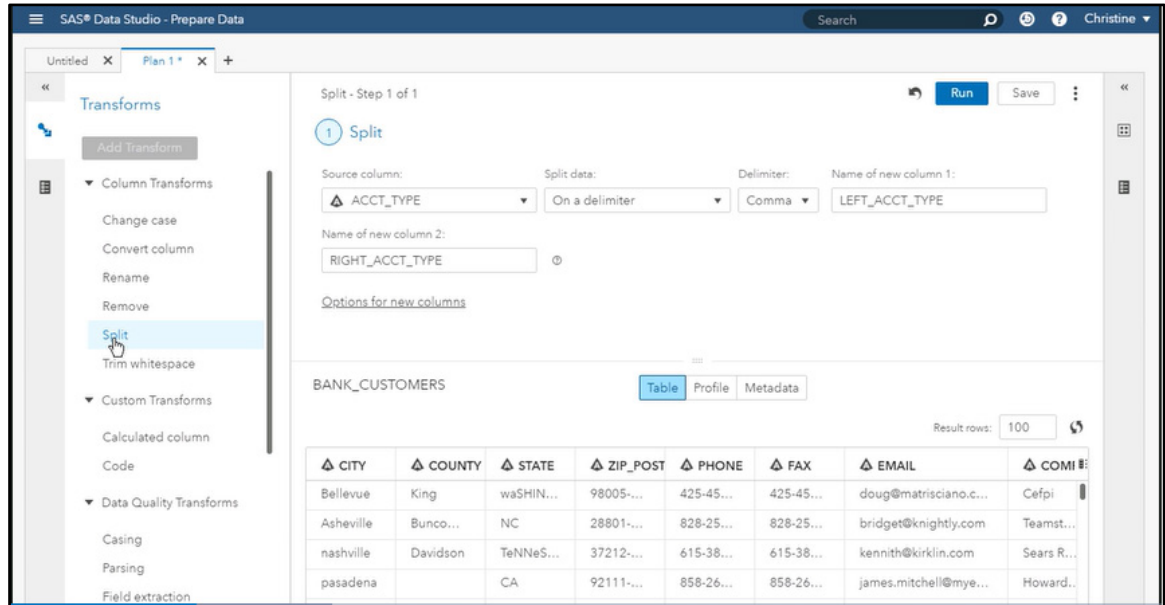 SAS® Data Studio - Prepare Data
Search
Christine
Untitled
Plan 1 *
Transforms
Add Transform
Column Transforms
Change case
Convert column
Rename
Remove
Split
Trim whitespace
Custom Transforms
Calculated column
Code
Data Quality Transforms
Casing
Parsing
Field extraction
Split - Step 1 of 1
Run
Save
1 Split
Source column: Split data: Delimiter: Name of new column 1:
ACCT_TYPE On a delimiter Comma LEFT_ACCT_TYPE
Name of new column 2:
RIGHT_ACCT_TYPE
Options for new columns
BANK_CUSTOMERS
Table Profile Metadata
Result rows: 100
CITY COUNTY STATE ZIP_POST PHONE FAX EMAIL COMI
Bellevue King waSHIN... 98005-... 425-45... 425-45... doug@matrisciano.c... Cefpi
Asheville Bunco... NC 28801-... 828-25... 828-25... bridget@knightly.com Teamst...
nashville Davidson TeNNeS... 37212-... 615-38... 615-38... kennith@kirklin.com Sears R...
pasadena CA 92111-... 858-26... 858-26... james.mitchell@mye... Howard...